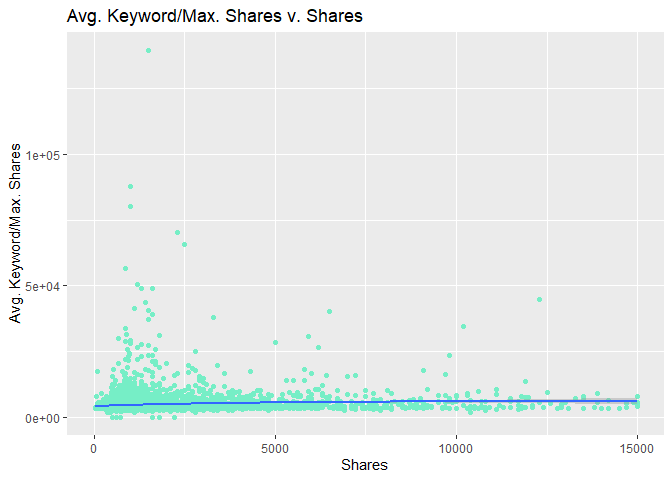 Avg. Keyword/Max. Shares v. Shares
Avg. Keyword/Max. Shares
1e+05
5e+04
0e+00
0 5000 10000 15000
Shares